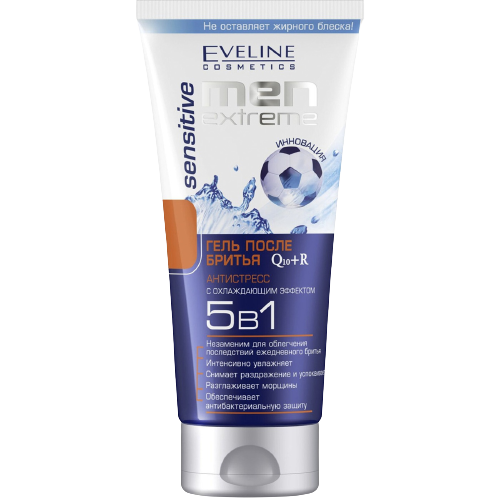 Не оставляет жирного блеска!
EVELINE
COSMETICS
sensitive
men
extreme
ИННОВАЦИЯ
ГЕЛЬ ПОСЛЕ
БРИТЬЯ Q10+R
АНТИСТРЕСС
С ОХЛАЖДАЮЩИМ ЭФФЕКТОМ
5В1
Незаменим для облегчения
последствий ежедневного бритья
Интенсивно увлажняет
Снимает раздражение и
Разглаживает морщины
Обеспечивает
антибактериальную защиту